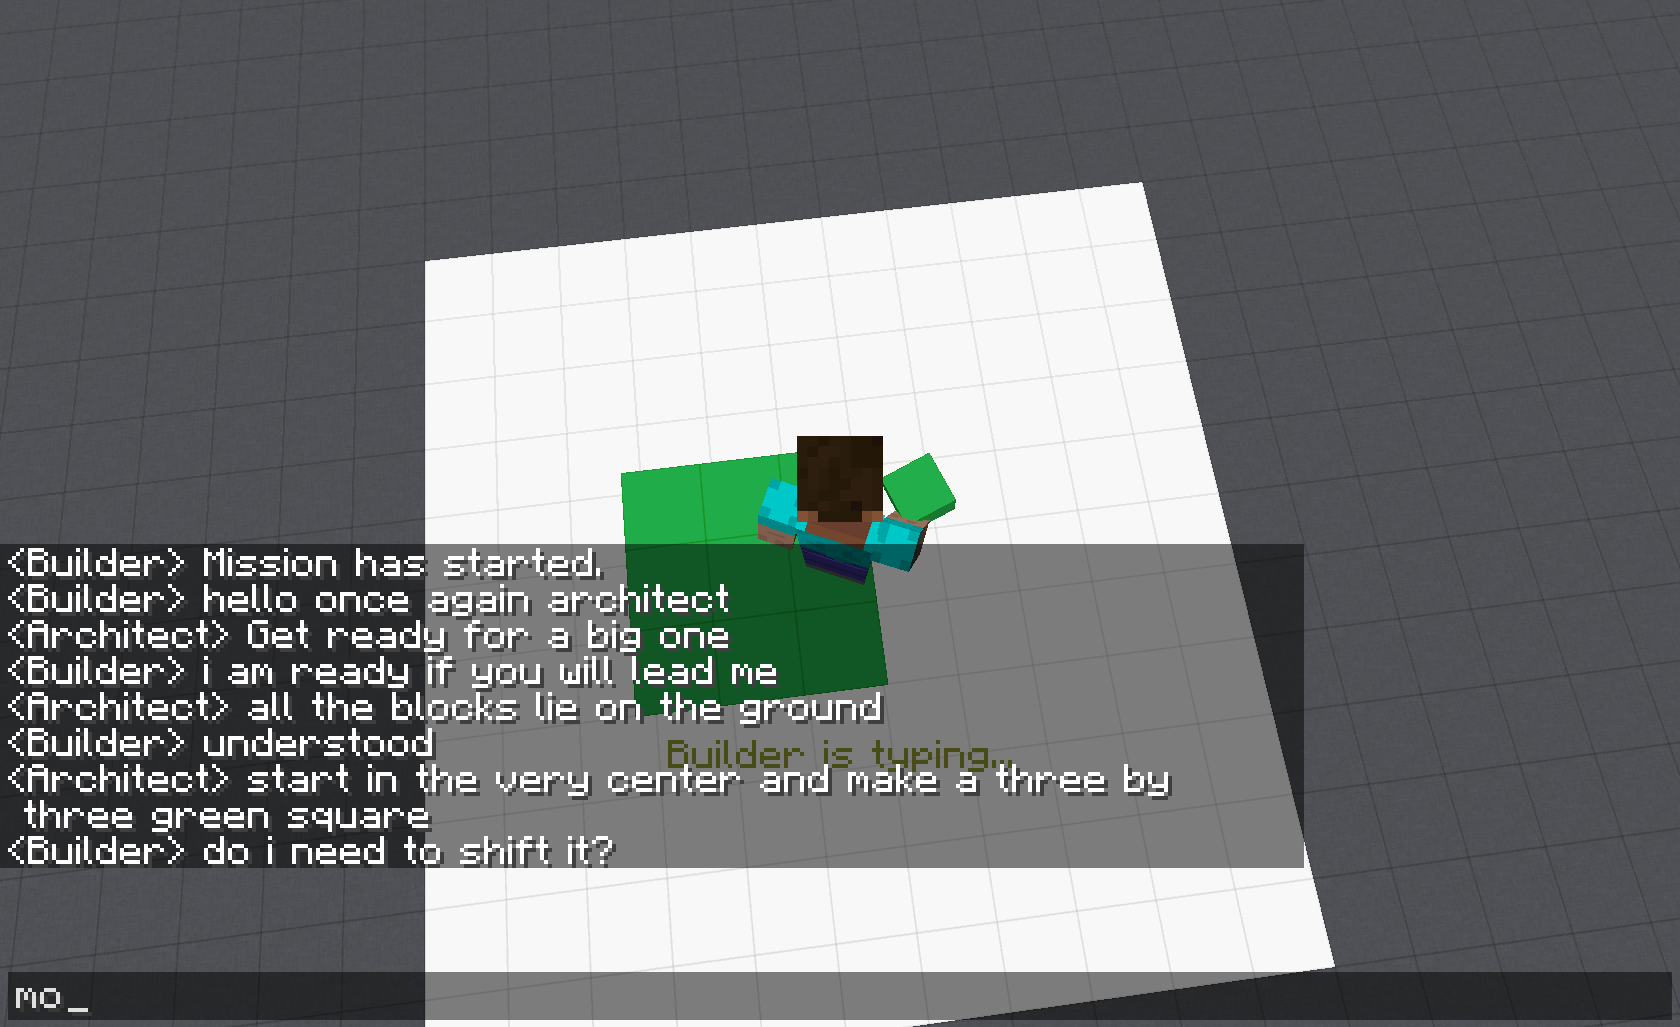 <Builder> Mission has started.
<Builder> hello once again architect
<Architect> Get ready for a big one
<Builder> i am ready if you will lead me
<Architect> all the blocks lie on the ground
<Builder> understood
Builder is typing...
<Architect> start in the very center and make a three by
three green square
<Builder> do i need to shift it?
mo_